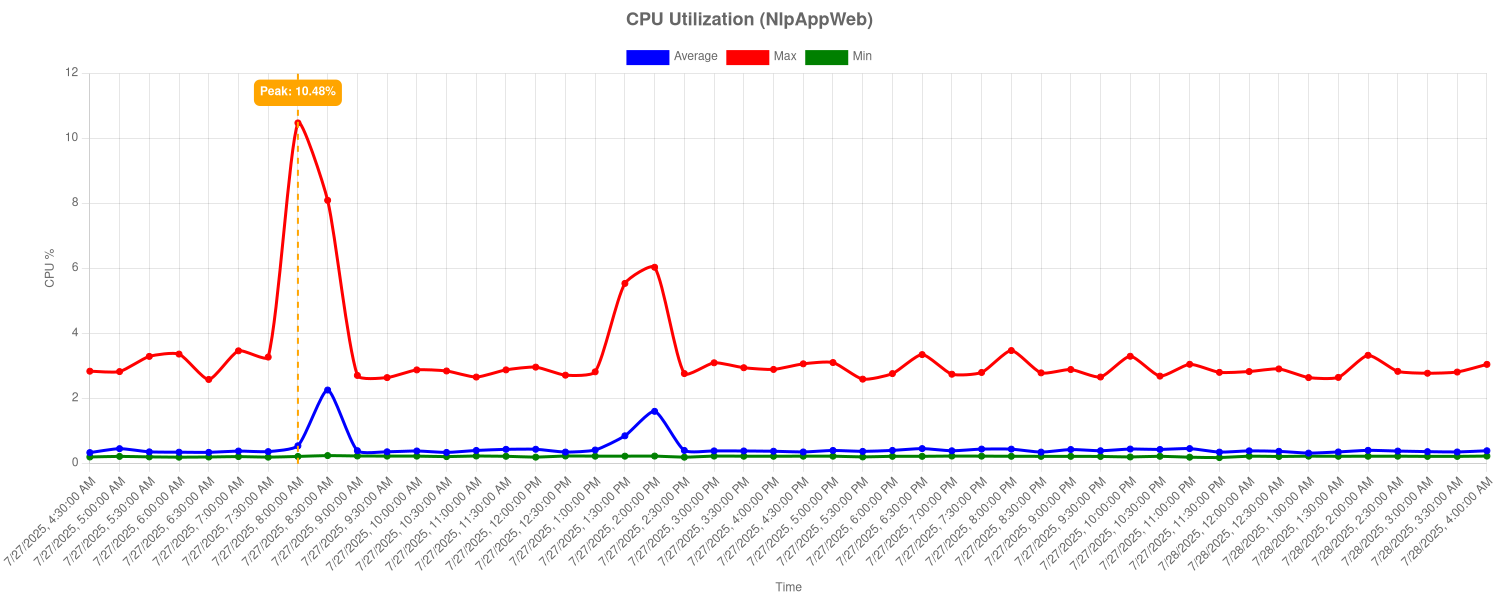 CPU Utilization (NlpAppWeb)
Average Max Min
12
Peak: 10.48%
10
8
6
4
2
0
CPU %
7/27/2025, 4:30:00 AM
7/27/2025, 5:00:00 AM
7/27/2025, 5:30:00 AM
7/27/2025, 6:00:00 AM
7/27/2025, 6:30:00 AM
7/27/2025, 7:00:00 AM
7/27/2025, 7:30:00 AM
7/27/2025, 8:00:00 AM
7/27/2025, 8:30:00 AM
7/27/2025, 9:00:00 AM
7/27/2025, 9:30:00 AM
7/27/2025, 10:00:00 AM
7/27/2025, 10:30:00 AM
7/27/2025, 11:00:00 AM
7/27/2025, 11:30:00 AM
7/27/2025, 12:00:00 PM
7/27/2025, 12:30:00 PM
7/27/2025, 1:00:00 PM
7/27/2025, 1:30:00 PM
7/27/2025, 2:00:00 PM
7/27/2025, 2:30:00 PM
7/27/2025, 3:00:00 PM
7/27/2025, 3:30:00 PM
7/27/2025, 4:00:00 PM
7/27/2025, 4:30:00 PM
7/27/2025, 5:00:00 PM
7/27/2025, 5:30:00 PM
7/27/2025, 6:00:00 PM
7/27/2025, 6:30:00 PM
7/27/2025, 7:00:00 PM
7/27/2025, 7:30:00 PM
7/27/2025, 8:00:00 PM
7/27/2025, 8:30:00 PM
7/27/2025, 9:00:00 PM
7/27/2025, 9:30:00 PM
7/27/2025, 10:00:00 PM
7/27/2025, 10:30:00 PM
7/27/2025, 11:00:00 PM
7/27/2025, 11:30:00 PM
7/28/2025, 12:00:00 AM
7/28/2025, 12:30:00 AM
7/28/2025, 1:00:00 AM
7/28/2025, 1:30:00 AM
7/28/2025, 2:00:00 AM
7/28/2025, 2:30:00 AM
7/28/2025, 3:00:00 AM
7/28/2025, 3:30:00 AM
7/28/2025, 4:00:00 AM
Time